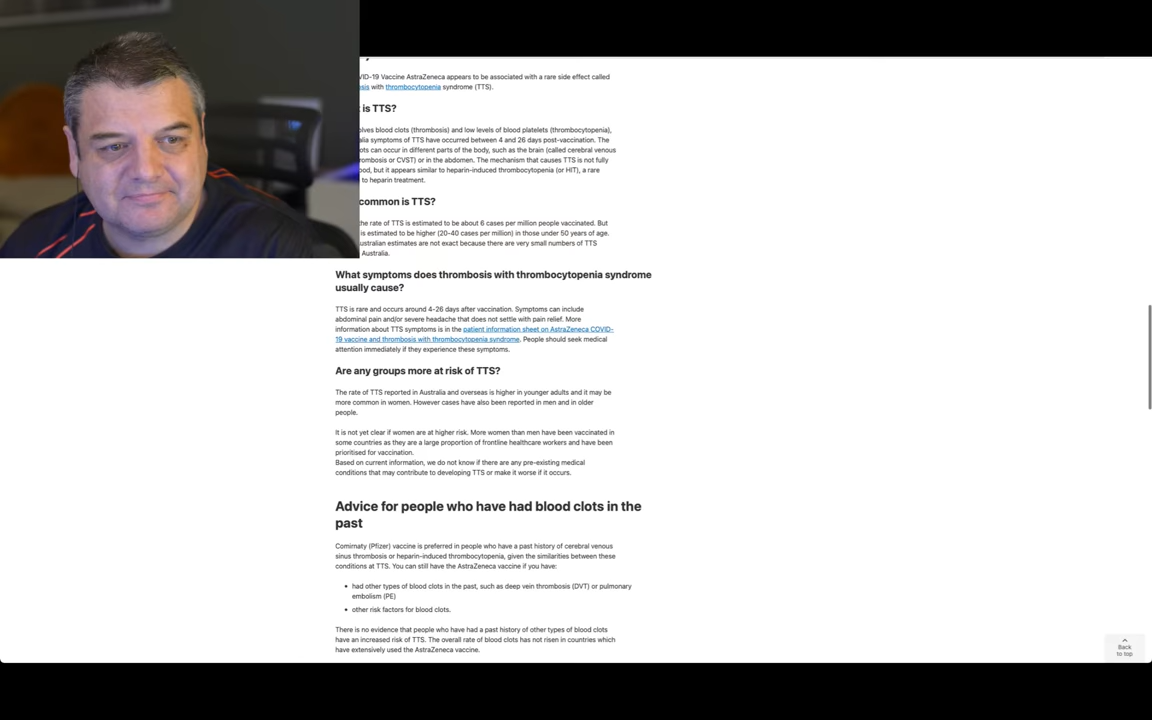 VID-19 Vaccine AstraZeneca appears to be associated with a rare side effect called
sis with thrombocytopenia syndrome (TTS).
is TTS?
olves blood clots (thrombosis) and low levels of blood platelets (thrombocytopenia),
alia symptoms of TTS have occurred between 4 and 26 days post-vaccination. The
ots can occur in different parts of the body, such as the brain (called cerebral venous
rombosis or CVST) or in the abdomen. The mechanism that causes TTS is not fully
ood, but it appears similar to heparin-induced thrombocytopenia (or HIT), a rare
to heparin treatment.
common is TTS?
the rate of TTS is estimated to be about 6 cases per million people vaccinated. But
is estimated to be higher (20-40 cases per million) in those under 50 years of age.
ustralian estimates are not exact because there are very small numbers of TTS
Australia.
What symptoms does thrombosis with thrombocytopenia syndrome
usually cause?
TTS is rare and occurs around 4-26 days after vaccination. Symptoms can include
abdominal pain and/or severe headache that does not settle with pain relief. More
information about TTS symptoms is in the patient information sheet on AstraZeneca COVID-
19 vaccine and thrombosis with thrombocytopenia syndrome. People should seek medical
attention immediately if they experience these symptoms.
Are any groups more at risk of TTS?
The rate of TTS reported in Australia and overseas is higher in younger adults and it may be
more common in women. However cases have also been reported in men and in older
people.
It is not yet clear if women are at higher risk. More women than men have been vaccinated in
some countries as they are a large proportion of frontline healthcare workers and have been
prioritised for vaccination.
Based on current information, we do not know if there are any pre-existing medical
conditions that may contribute to developing TTS or make it worse if it occurs.
Advice for people who have had blood clots in the
past
Comirnaty (Pfizer) vaccine is preferred in people who have a past history of cerebral venous
sinus thrombosis or heparin-induced thrombocytopenia, given the similarities between these
conditions at TTS. You can still have the AstraZeneca vaccine if you have:
• had other types of blood clots in the past, such as deep vein thrombosis (DVT) or pulmonary
embolism (PE)
• other risk factors for blood clots.
There is no evidence that people who have had a past history of other types of blood clots
have an increased risk of TTS. The overall rate of blood clots has not risen in countries which
have extensively used the AstraZeneca vaccine.
Back
to top